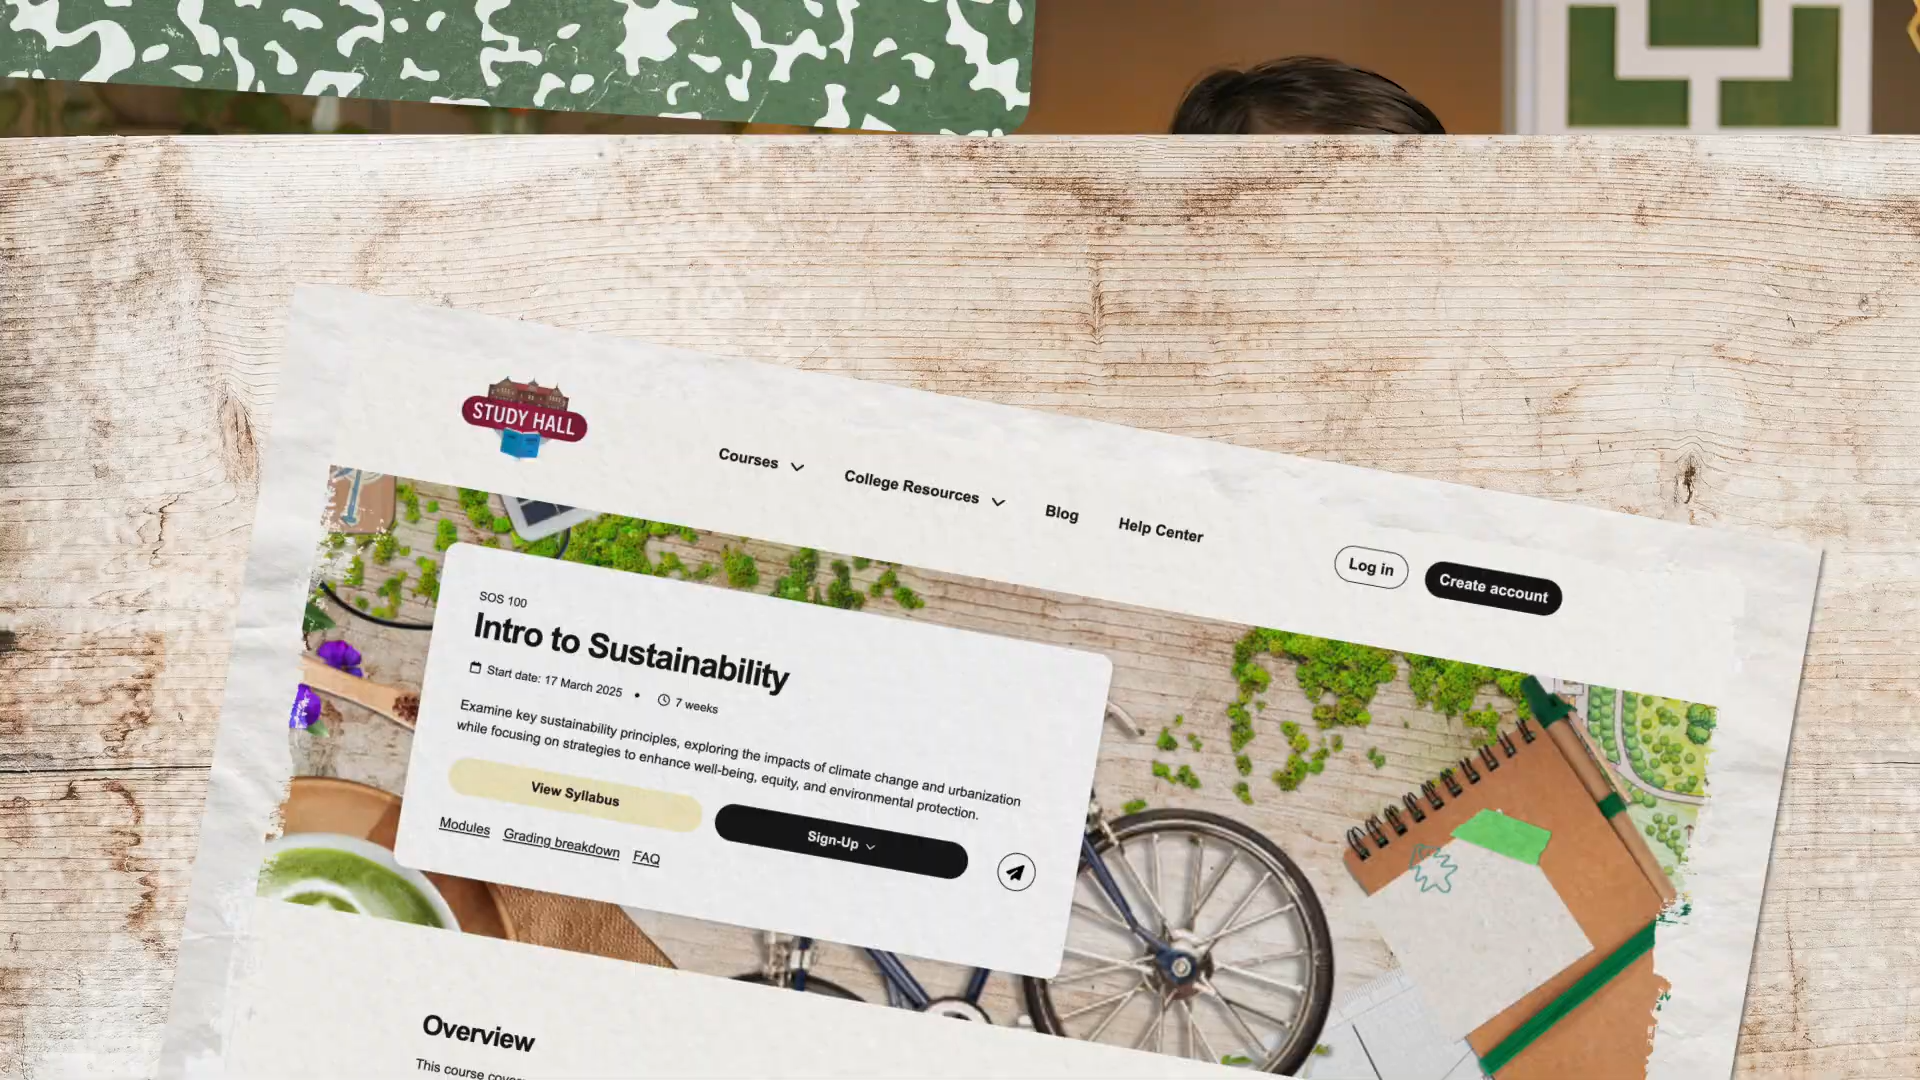 STUDY HALL
Courses
College Resources
Blog
Help Center
Log in
Create account
SOS 100
Intro to Sustainability
Start date: 17 March 2025 • 7 weeks
Examine key sustainability principles, exploring the impacts of climate change and urbanization
while focusing on strategies to enhance well-being, equity, and environmental protection.
View Syllabus
Sign-Up
Modules
Grading breakdown
FAQ
Overview
This course